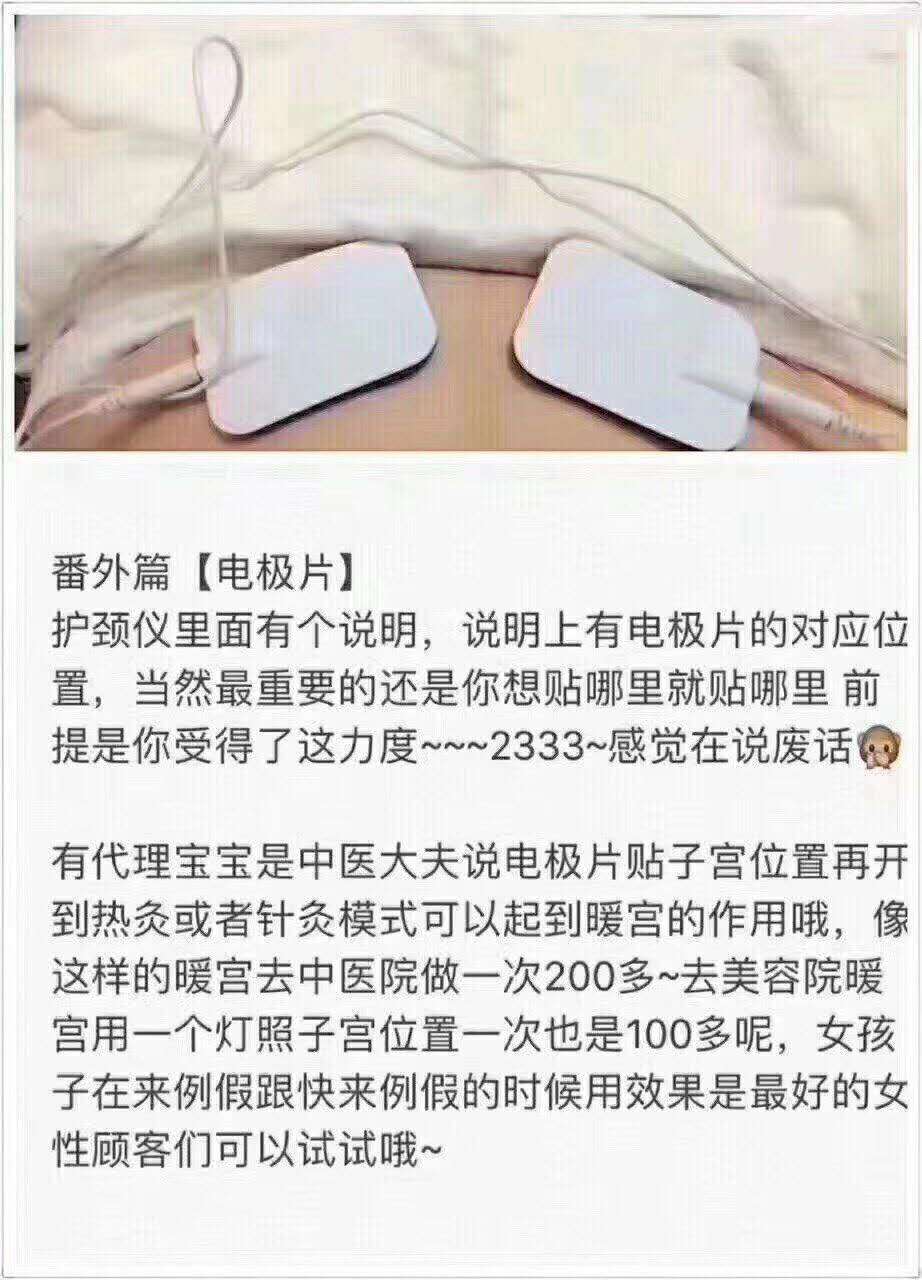 番外篇【电极片】
护颈仪里面有个说明，说明上有电极片的对应位
置，当然最重要的还是你想贴哪里就贴哪里 前
提是你受得了这力度~~~2333~感觉在说废话🙊
有代理宝宝是中医大夫说电极片贴子宫位置再开
到热灸或者针灸模式可以起到暖宫的作用哦，像
这样的暖宫去中医院做一次200多~去美容院暖
宫用一个灯照子宫位置一次也是100多呢，女孩
子在来例假跟快来例假的时候用效果是最好的女
性顾客们可以试试哦~